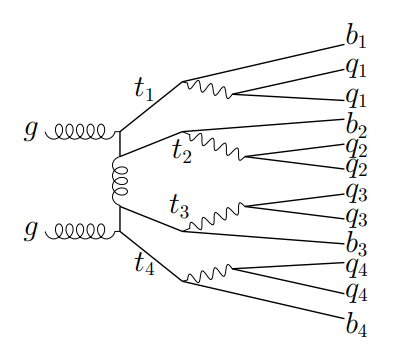 b₁
q₁
t₁
q₁
g
b₂
q₂
t₂
q₂
q₃
t₃
q₃
g
b₃
q₄
t₄
q₄
b₄